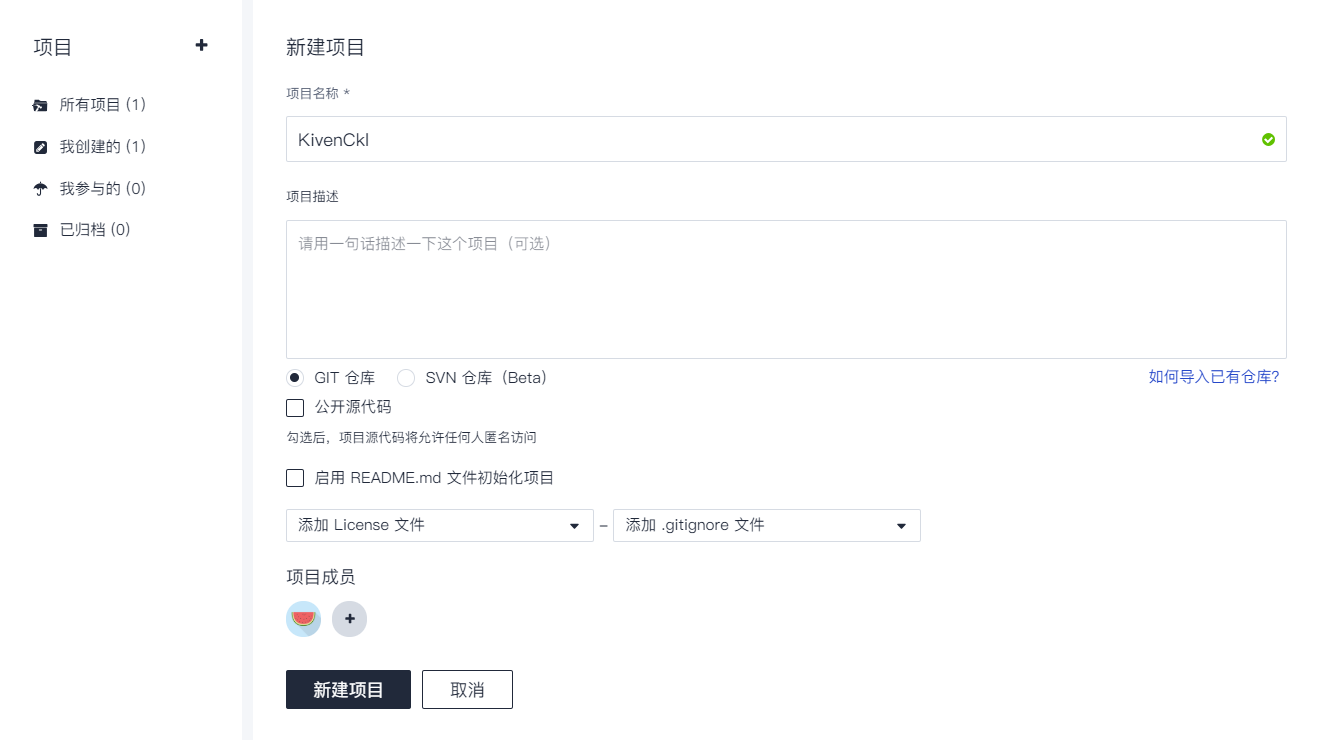 项目
所有项目 (1)
我创建的 (1)
我参与的 (0)
已归档 (0)
新建项目
项目名称 *
KivenCkl
项目描述
请用一句话描述一下这个项目（可选）
GIT 仓库 SVN 仓库（Beta） 如何导入已有仓库?
公开源代码
勾选后，项目源代码将允许任何人匿名访问
启用 README.md 文件初始化项目
添加 License 文件 – 添加 .gitignore 文件
项目成员
新建项目 取消